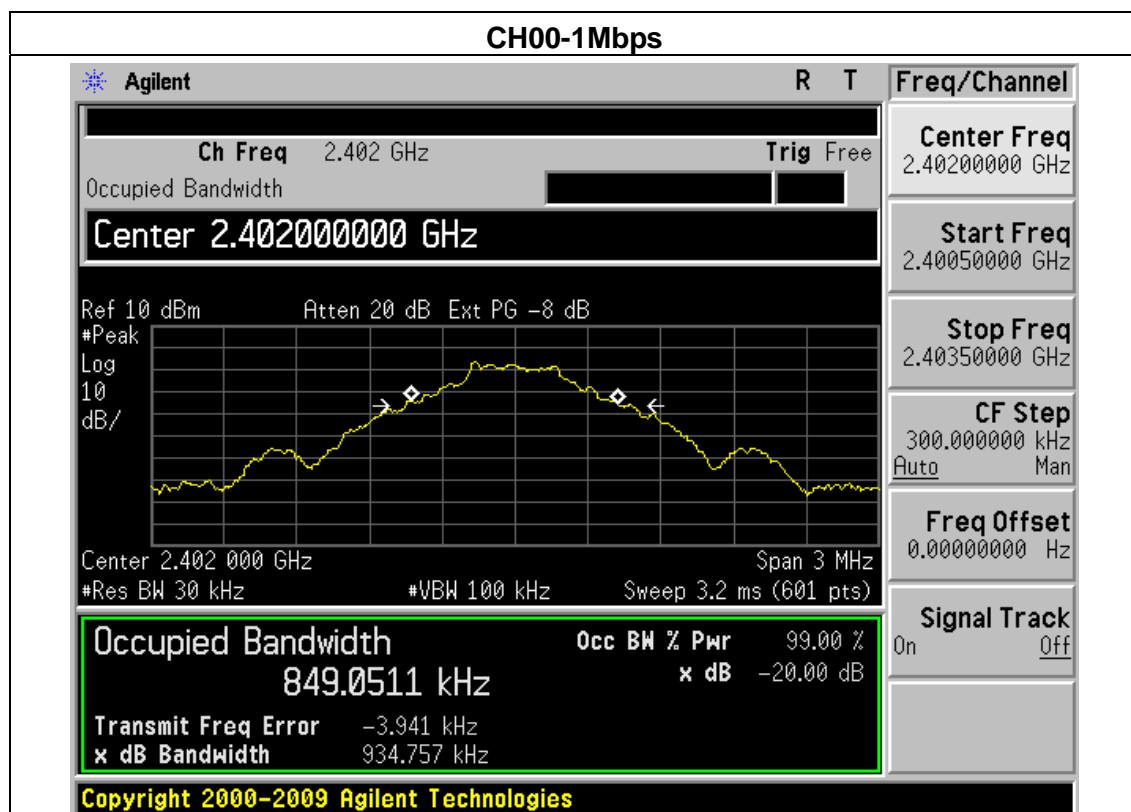 CH00-1Mbps
Agilent R T
Freq/Channel
Ch Freq 2.402 GHz Trig Free
Occupied Bandwidth
Center 2.402000000 GHz
Ref 10 dBm Atten 20 dB Ext PG -8 dB
#Peak
Log
10
dB/
Center 2.402 000 GHz Span 3 MHz
#Res BW 30 kHz #VBW 100 kHz Sweep 3.2 ms (601 pts)
Occupied Bandwidth
849.0511 kHz
Occ BW % Pwr 99.00 %
x dB -20.00 dB
Transmit Freq Error -3.941 kHz
x dB Bandwidth 934.757 kHz
Copyright 2000-2009 Agilent Technologies
Center Freq
2.40200000 GHz
Start Freq
2.40050000 GHz
Stop Freq
2.40350000 GHz
CF Step
300.000000 kHz
Auto Man
Freq Offset
0.00000000 Hz
Signal Track
On Off